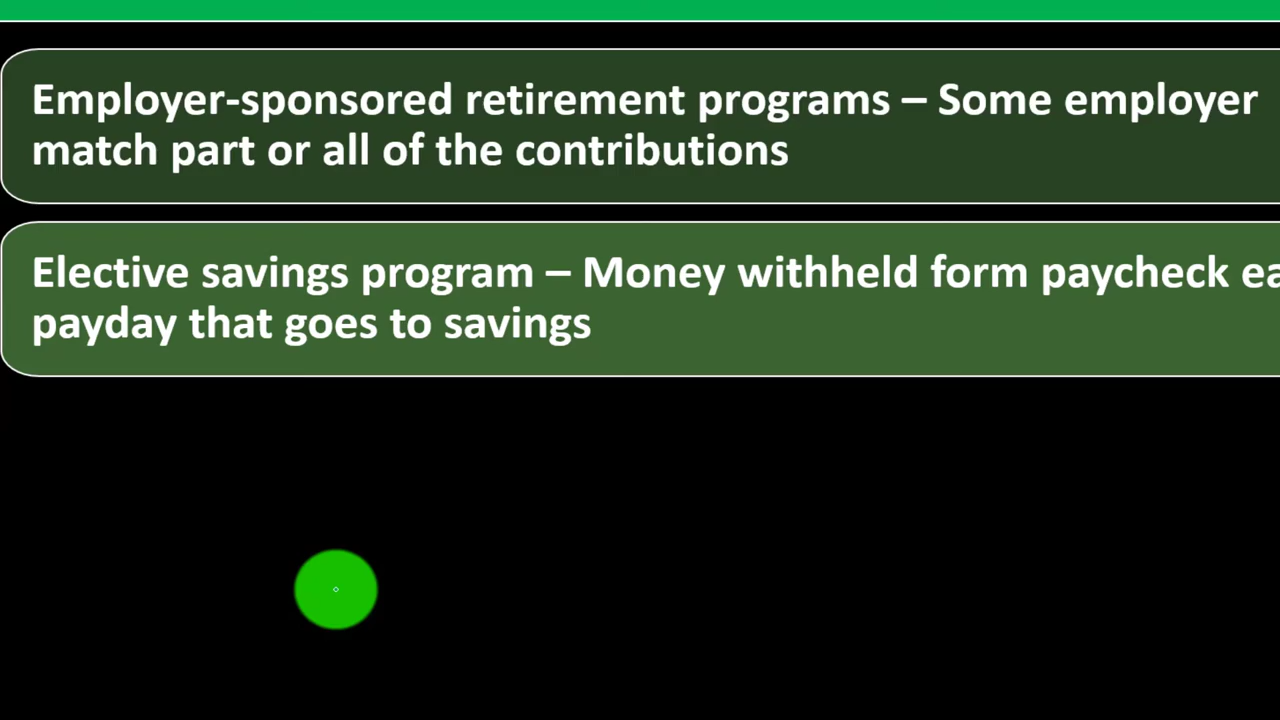 Employer-sponsored retirement programs – Some employer
match part or all of the contributions
Elective savings program – Money withheld form paycheck
payday that goes to savings